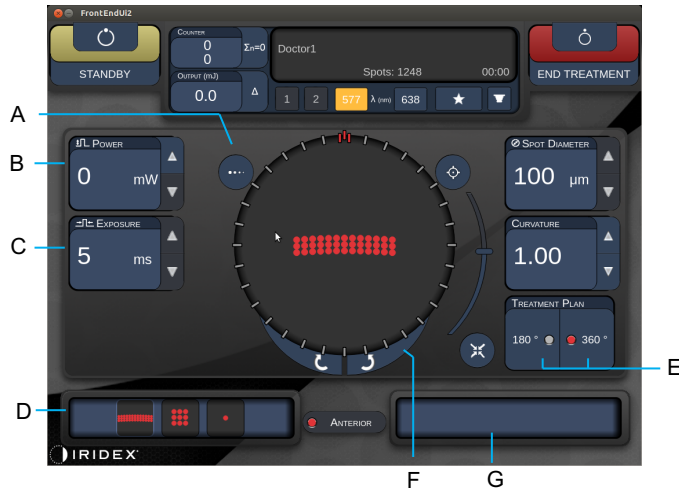 FrontEndUI2
STANDBY
COUNTER
0
0
Σn=0
OUTPUT (mJ)
0.0
Δ
Doctor1
Spots: 1248
00:00
1
2
577
λ (nm)
638
END TREATMENT
A
B
POWER
0
mW
C
EXPOSURE
5
ms
SPOT DIAMETER
100
µm
CURVATURE
1.00
TREATMENT PLAN
180 °
360 °
E
D
ANTERIOR
IRIDEX
F
G